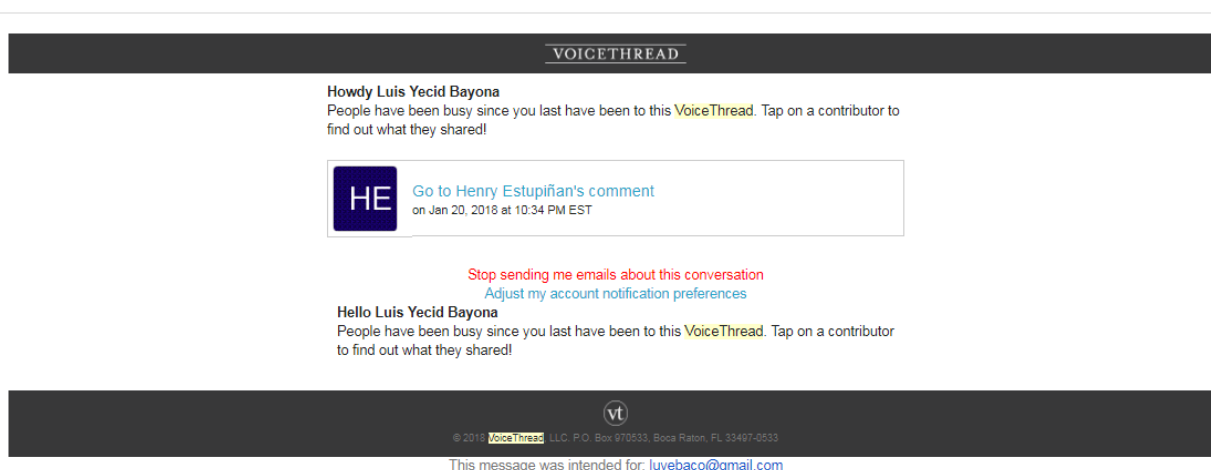 VOICETHREAD
Howdy Luis Yecid Bayona
People have been busy since you last have been to this VoiceThread. Tap on a contributor to
find out what they shared!
HE
Go to Henry Estupiñan's comment
on Jan 20, 2018 at 10:34 PM EST
Stop sending me emails about this conversation
Adjust my account notification preferences
Hello Luis Yecid Bayona
People have been busy since you last have been to this VoiceThread. Tap on a contributor
to find out what they shared!
vt
© 2018 VoiceThread, LLC. P.O. Box 970533, Boca Raton, FL 33497-0533
This message was intended for: luyebaco@gmail.com